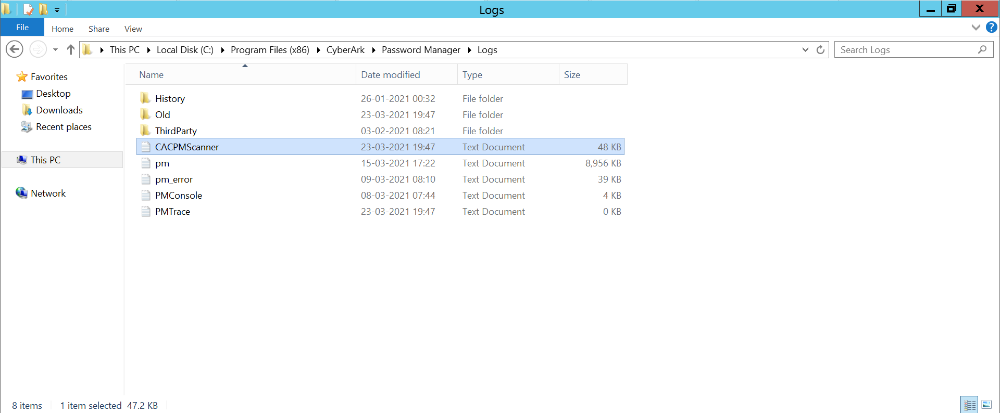 Logs
File Home Share View
This PC Local Disk (C:) Program Files (x86) CyberArk Password Manager Logs Search Logs
Favorites
Desktop
Downloads
Recent places
This PC
Network
Name Date modified Type Size
History 26-01-2021 00:32 File folder
Old 23-03-2021 19:47 File folder
ThirdParty 03-02-2021 08:21 File folder
CACPMScanner 23-03-2021 19:47 Text Document 48 KB
pm 15-03-2021 17:22 Text Document 8,956 KB
pm_error 09-03-2021 08:10 Text Document 39 KB
PMConsole 08-03-2021 07:44 Text Document 4 KB
PMTrace 23-03-2021 19:47 Text Document 0 KB
8 items 1 item selected 47.2 KB